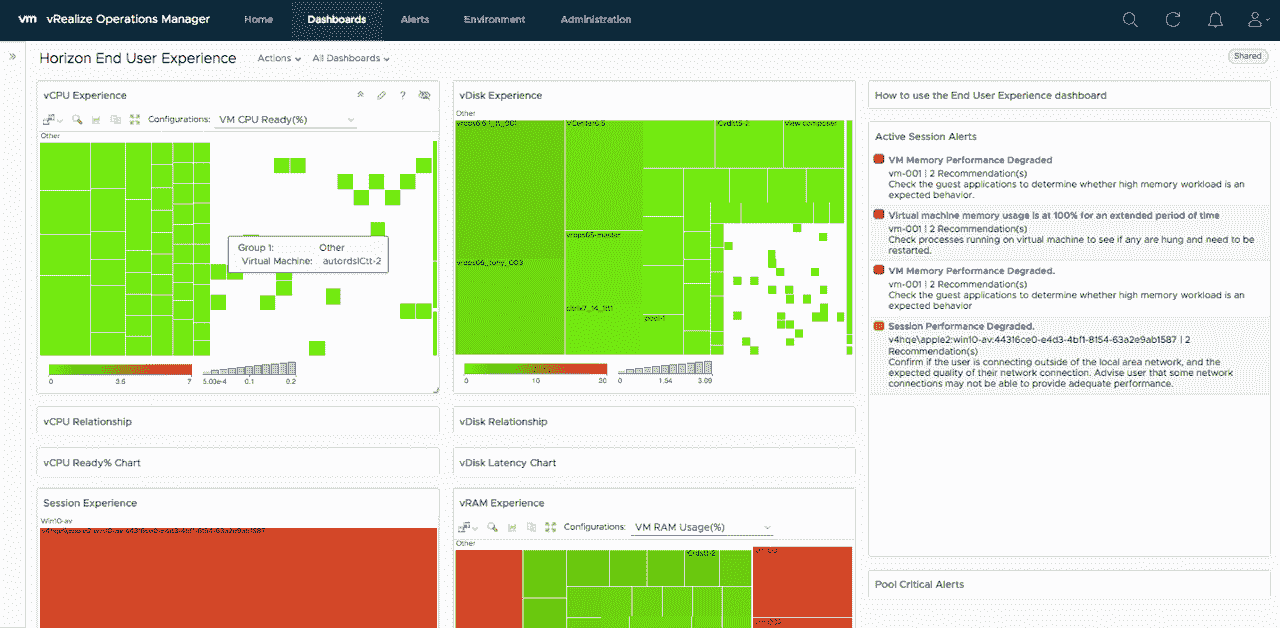 vm vRealize Operations Manager Home Dashboards Alerts Environment Administration
Horizon End User Experience Actions All Dashboards Shared
vCPU Experience
Configurations: VM CPU Ready(%)
Other
Group 1: Other
Virtual Machine: autordslCtt-2
0 3.5 7 5.03e-4 0.1 0.2
vDisk Experience
Other
VCenter6.5
view composer
vrops65-master
pool-1
0 10 20 0 1.54 3.09
How to use the End User Experience dashboard
Active Session Alerts
VM Memory Performance Degraded
vm-001 | 2 Recommendation(s)
Check the guest applications to determine whether high memory workload is an
expected behavior.
Virtual machine memory usage is at 100% for an extended period of time
vm-001 | 2 Recommendation(s)
Check processes running on virtual machine to see if any are hung and need to be
restarted.
VM Memory Performance Degraded.
vm-001 | 2 Recommendation(s)
Check the guest applications to determine whether high memory workload is an
expected behavior
Session Performance Degraded.
v4hqe\apple2:win10-av:44316ce0-e4d3-4bf1-8154-63a2e9ab1587 | 2
Recommendation(s)
Confirm if the user is connecting outside of the local area network, and the
expected quality of their network connection. Advise user that some network
connections may not be able to provide adequate performance.
vCPU Relationship
vDisk Relationship
vCPU Ready% Chart
vDisk Latency Chart
Session Experience
Win10-av
vRAM Experience
Configurations: VM RAM Usage(%)
Other
Pool Critical Alerts